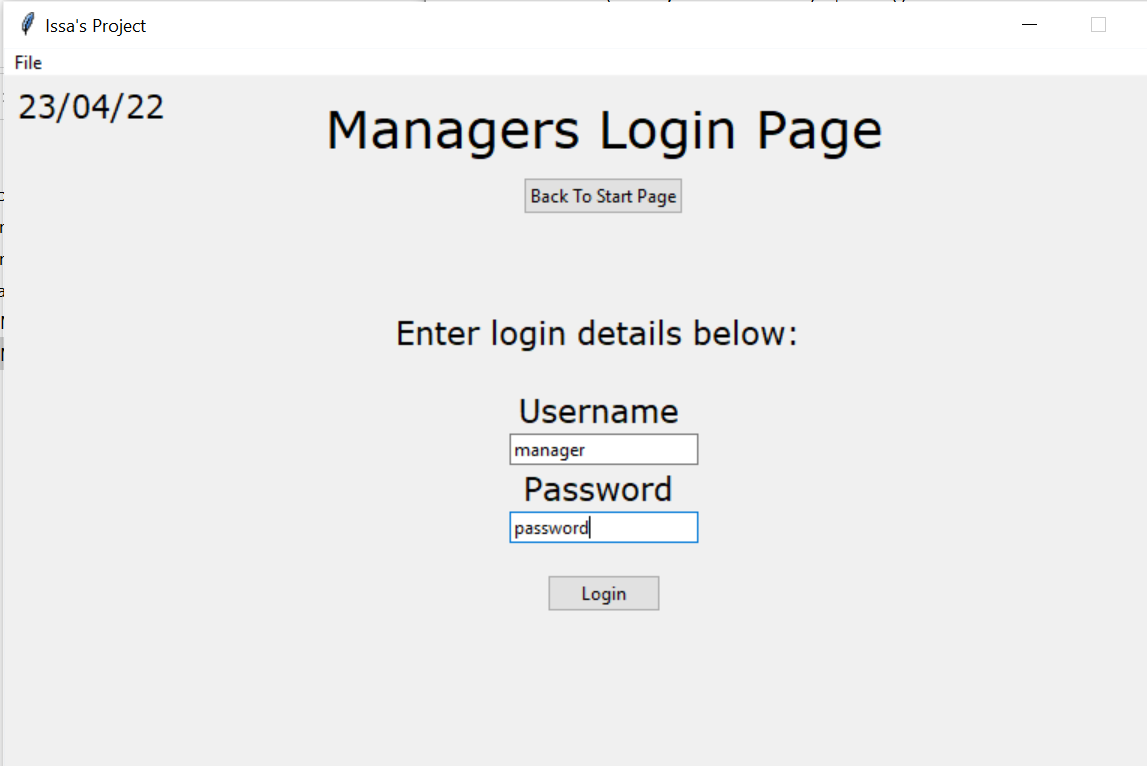 Issa's Project
File
23/04/22
Managers Login Page
Back To Start Page
Enter login details below:
Username
manager
Password
password
Login